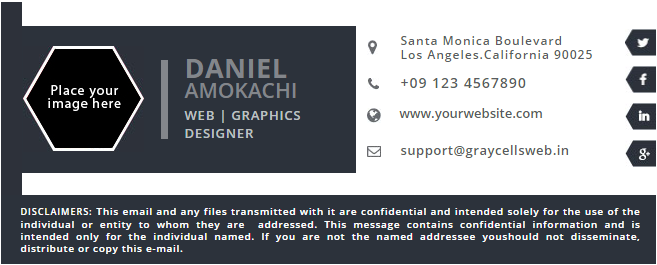 Place your
image here
DANIEL
AMOKACHI
WEB | GRAPHICS
DESIGNER
Santa Monica Boulevard
Los Angeles.California 90025
+09 123 4567890
www.yourwebsite.com
support@graycellsweb.in
DISCLAIMERS: This email and any files transmitted with it are confidential and intended solely for the use of the
individual or entity to whom they are addressed. This message contains confidential information and is
intended only for the individual named. If you are not the named addressee youshould not disseminate,
distribute or copy this e-mail.